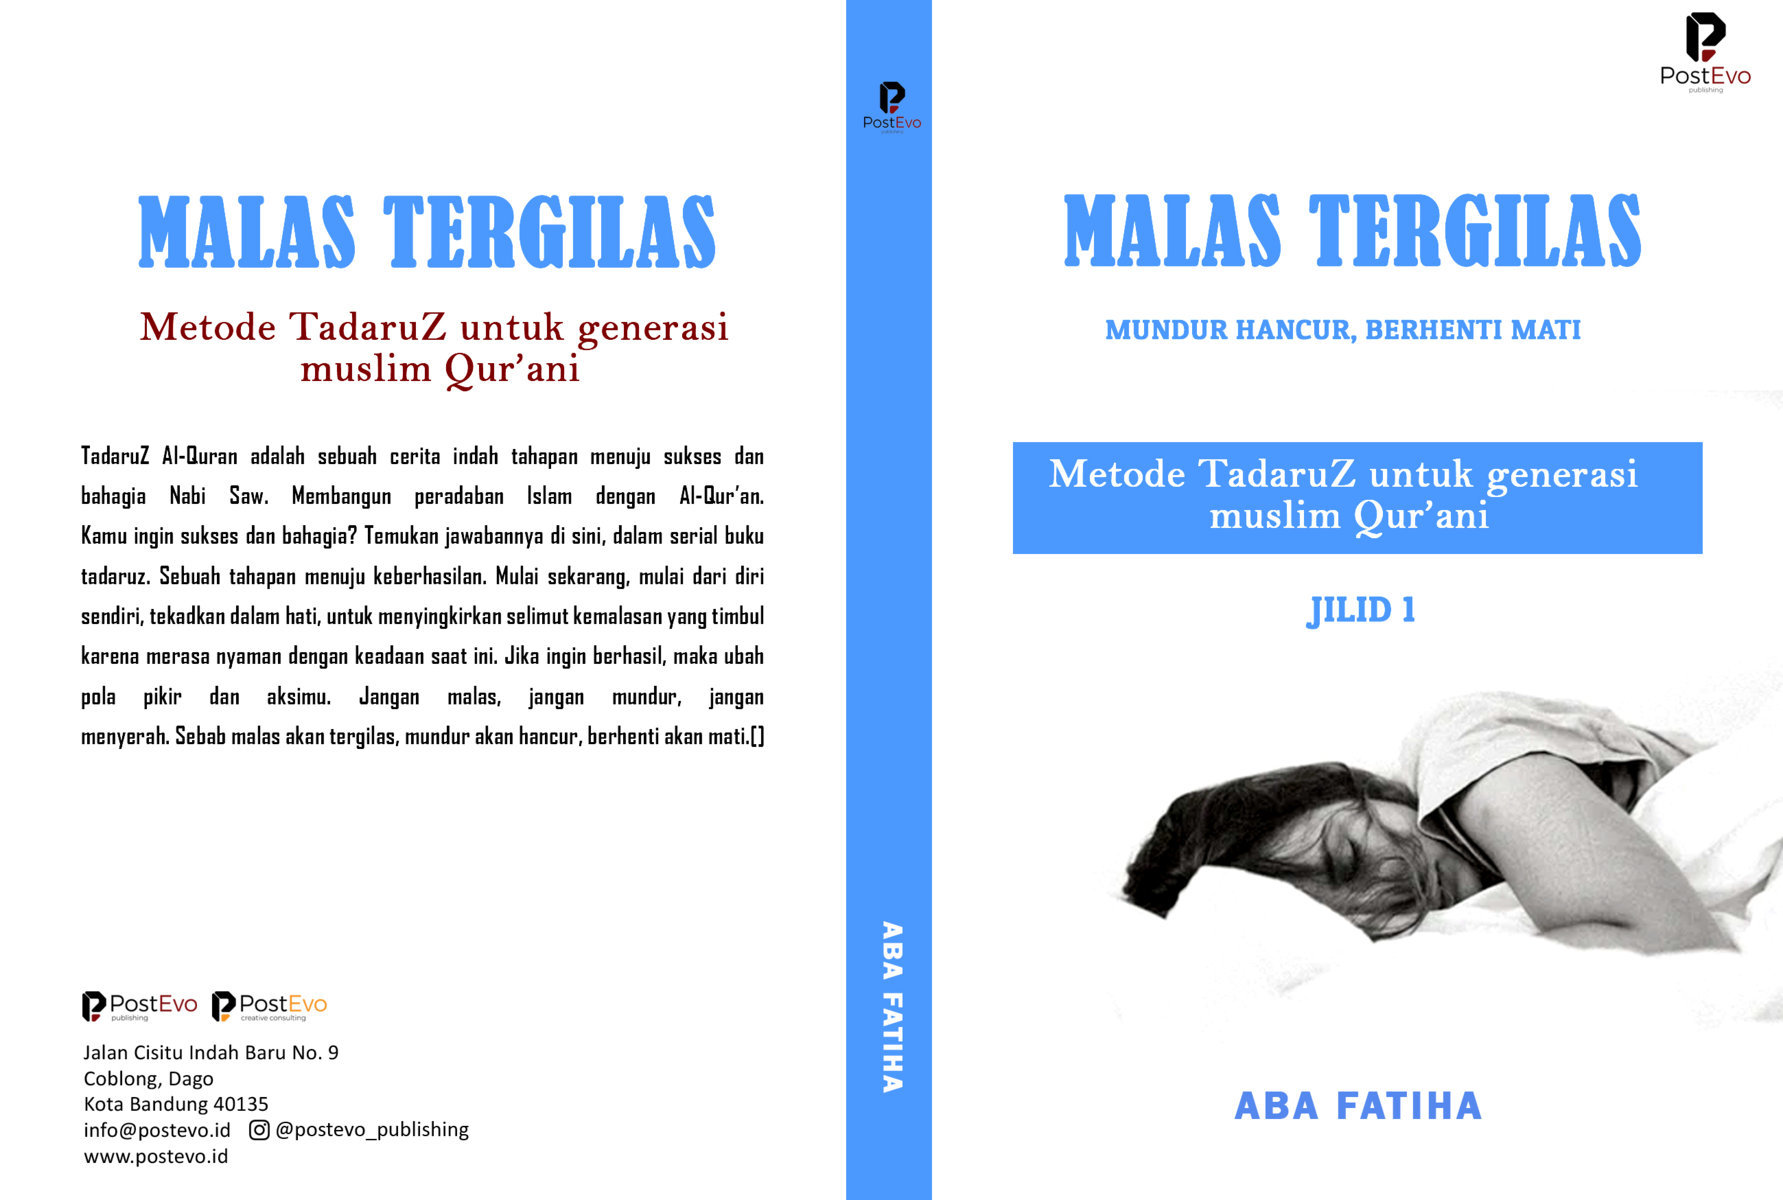 MALAS TERGILAS
Metode TadaruZ untuk generasi
muslim Qur’ani
TadaruZ Al-Quran adalah sebuah cerita indah tahapan menuju sukses dan
bahagia Nabi Saw. Membangun peradaban Islam dengan Al-Qur’an.
Kamu ingin sukses dan bahagia? Temukan jawabannya di sini, dalam serial buku
tadaruz. Sebuah tahapan menuju keberhasilan. Mulai sekarang, mulai dari diri
sendiri, tekadkan dalam hati, untuk menyingkirkan selimut kemalasan yang timbul
karena merasa nyaman dengan keadaan saat ini. Jika ingin berhasil, maka ubah
pola pikir dan aksimu. Jangan malas, jangan mundur, jangan
menyerah. Sebab malas akan tergilas, mundur akan hancur, berhenti akan mati.[]
PostEvo
publishing
PostEvo
creative consulting
Jalan Cisitu Indah Baru No. 9
Coblong, Dago
Kota Bandung 40135
info@postevo.id @postevo_publishing
www.postevo.id
PostEvo
publishing
ABA FATIHA
PostEvo
publishing
MALAS TERGILAS
MUNDUR HANCUR, BERHENTI MATI
Metode TadaruZ untuk generasi
muslim Qur’ani
JILID 1
ABA FATIHA